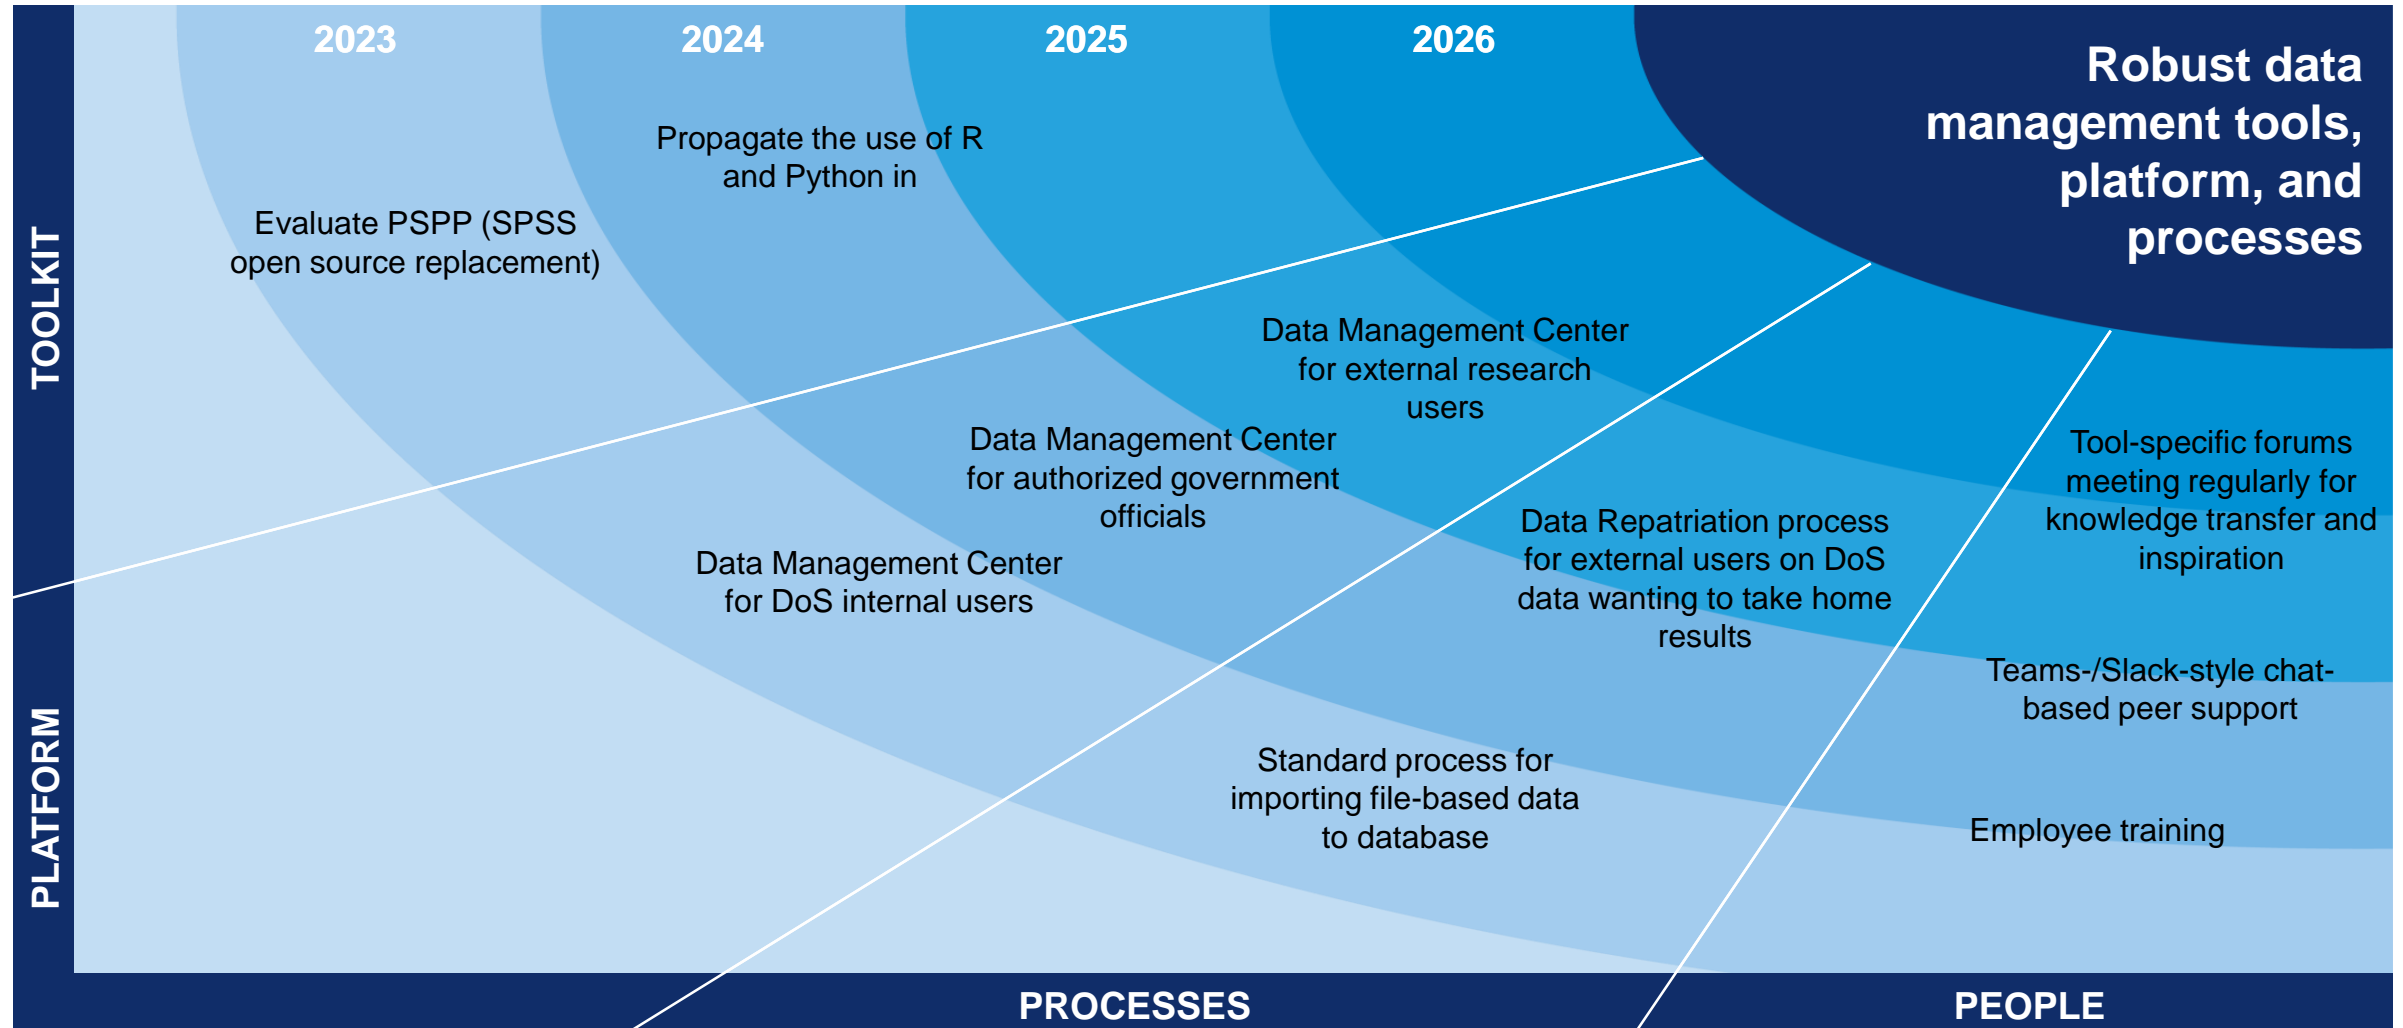 2023
2024
2025
2026
Robust data
management tools,
platform, and
processes
TOOLKIT
Propagate the use of R
and Python in
Evaluate PSPP (SPSS
open source replacement)
PLATFORM
Data Management Center
for external research
users
Data Management Center
for authorized government
officials
Data Management Center
for DoS internal users
Data Repatriation process
for external users on DoS
data wanting to take home
results
Standard process for
importing file-based data
to database
Tool-specific forums
meeting regularly for
knowledge transfer and
inspiration
Teams-/Slack-style chat-
based peer support
Employee training
PROCESSES
PEOPLE